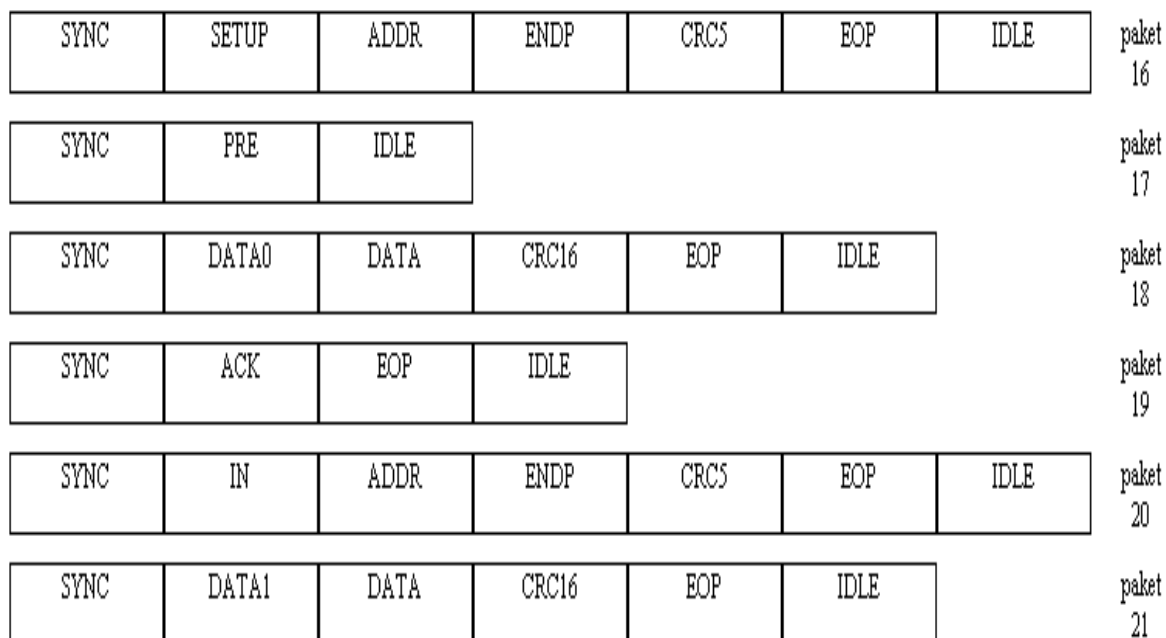 SYNC SETUP ADDR ENDP CRC5 EOP IDLE paket
16
SYNC PRE IDLE paket
17
SYNC DATA0 DATA CRC16 EOP IDLE paket
18
SYNC ACK EOP IDLE paket
19
SYNC IN ADDR ENDP CRC5 EOP IDLE paket
20
SYNC DATA1 DATA CRC16 EOP IDLE paket
21